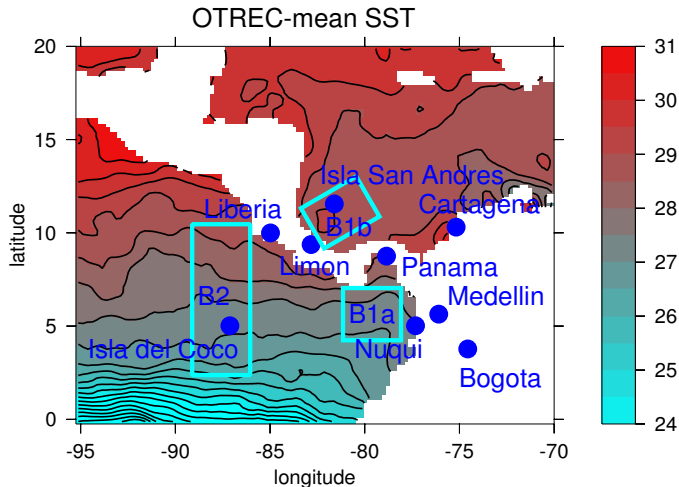 OTREC-mean SST
20
15
10
5
0
latitude
-95
-90
-85
-80
-75
-70
longitude
Isla San Andres
Liberia
B1b
Cartagena
Limon
Panama
B2
B1a
Medellin
Isla del Coco
Nuqui
Bogota
31
30
29
28
27
26
25
24